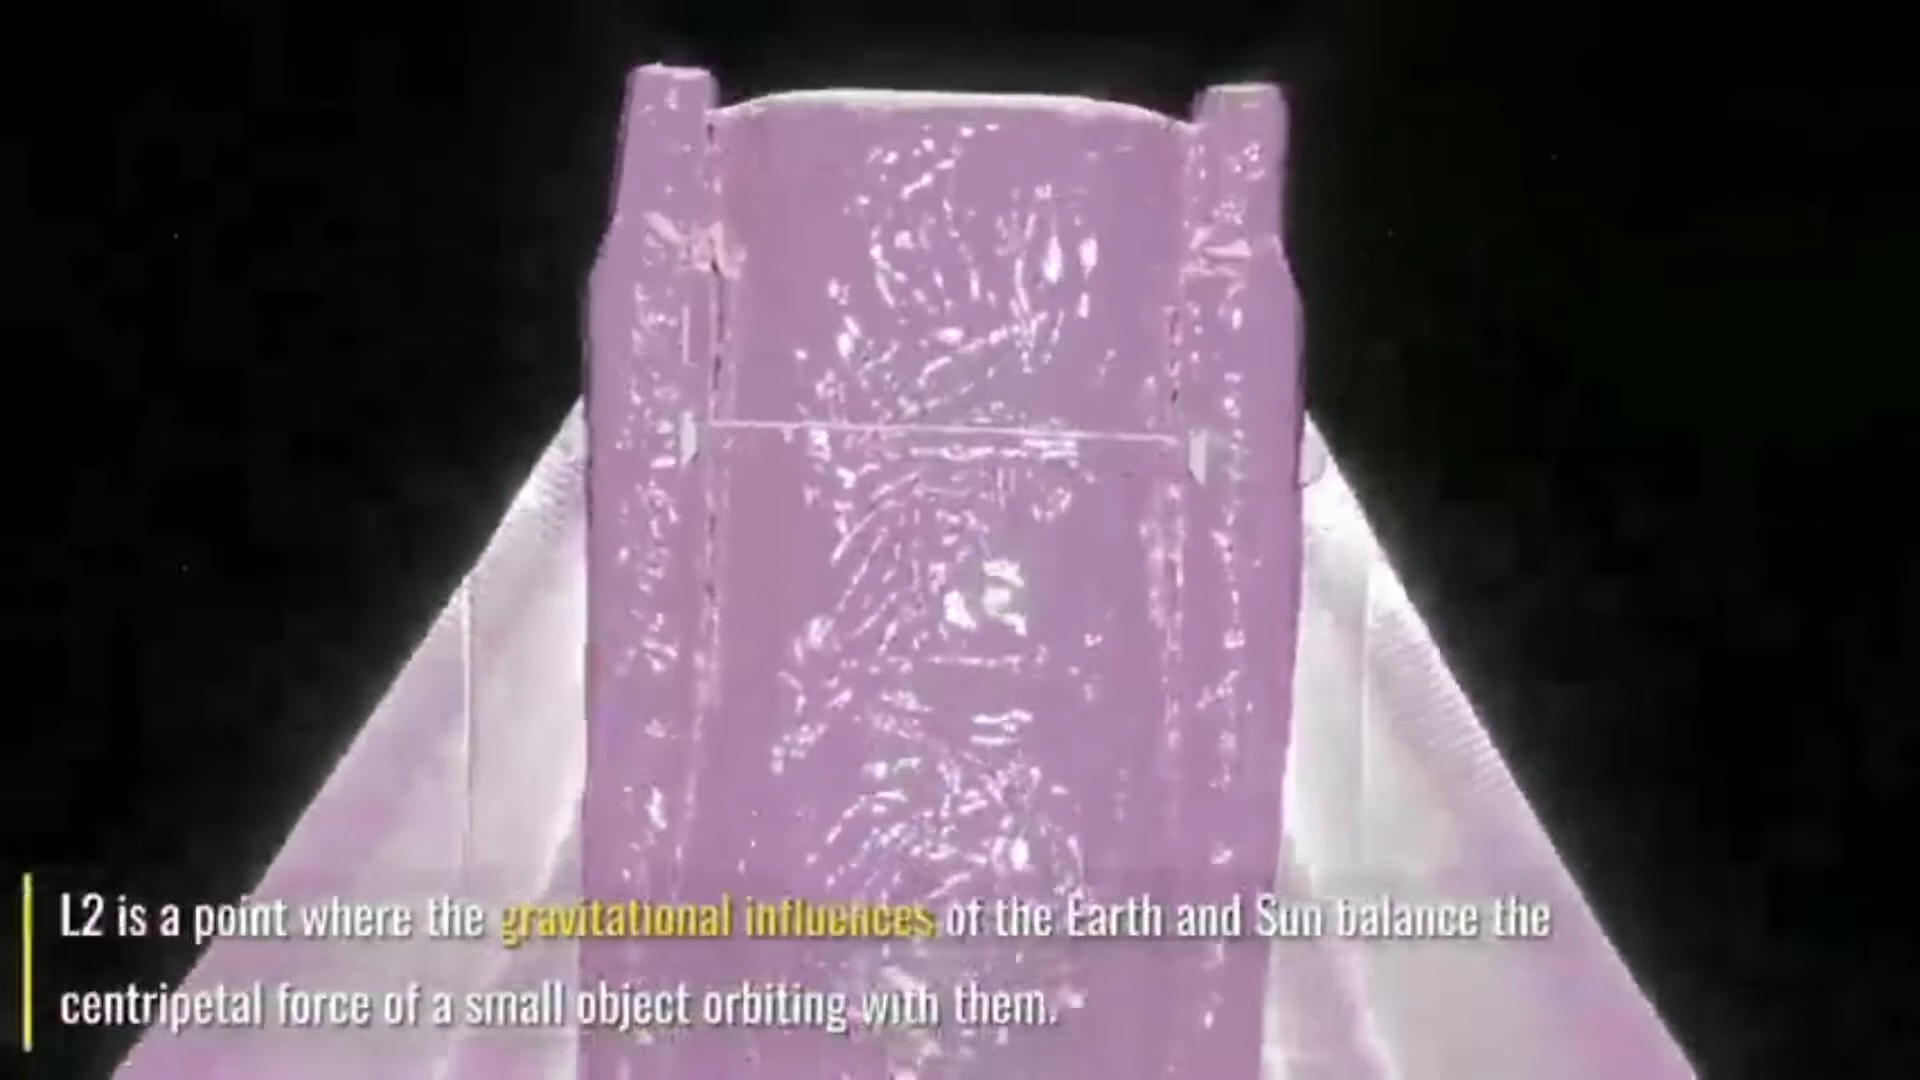 L2 is a point where the gravitational influences of the Earth and Sun balance the
centripetal force of a small object orbiting with them.